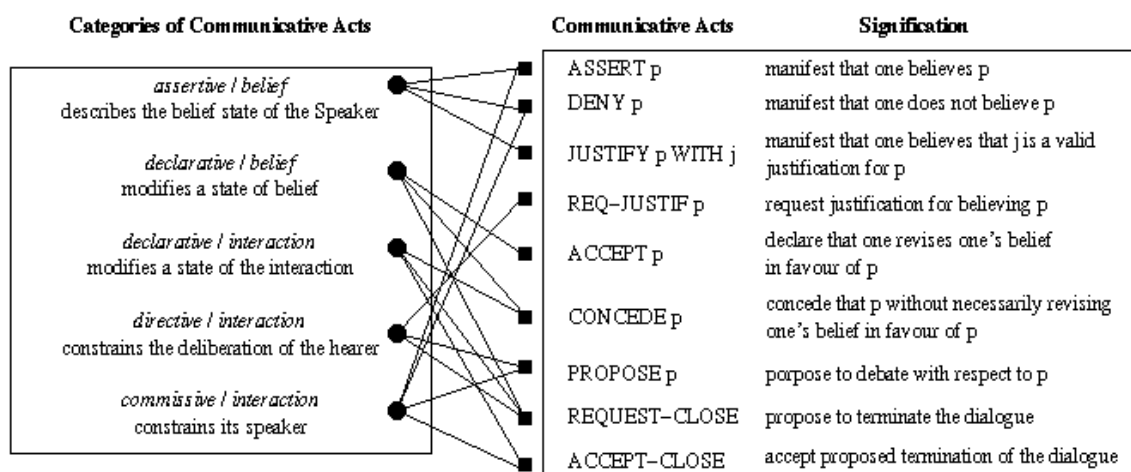 Categories of Communicative Acts
Communicative Acts
Signification
assertive / belief
describes the belief state of the Speaker
declarative / belief
modifies a state of belief
declarative / interaction
modifies a state of the interaction
directive / interaction
constrains the deliberation of the hearer
commissive / interaction
constrains its speaker
ASSERT p
manifest that one believes p
DENY p
manifest that one does not believe p
JUSTIFY p WITH j
manifest that one believes that j is a valid
justification for p
REQ-JUSTIF p
request justification for believing p
ACCEPT p
declare that one revises one's belief
in favour of p
CONCEDE p
concede that p without necessarily revising
one's belief in favour of p
PROPOSE p
porpose to debate with respect to p
REQUEST-CLOSE
propose to terminate the dialogue
ACCEPT-CLOSE
accept proposed termination of the dialogue